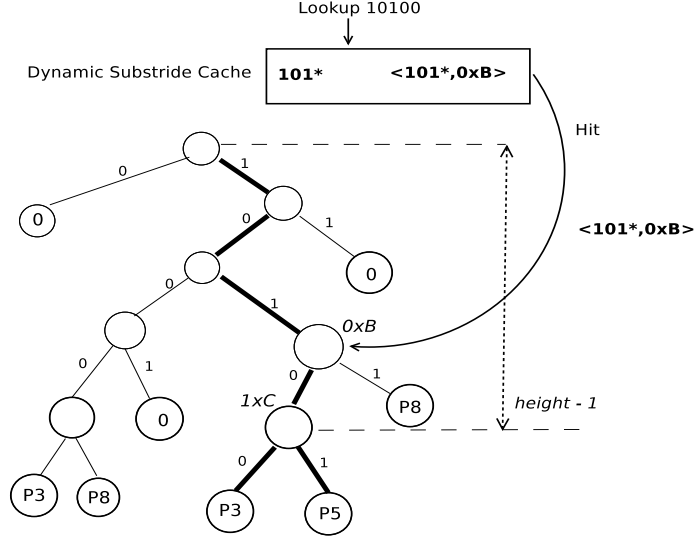 Lookup 10100
Dynamic Substride Cache
101* <101*,0xB>
Hit
0 1
0
0 1
<101*,0xB>
0
0 1
0xB
0 1 0 1
1xC
P8
height - 1
0
0 1
P3 P8 P3 P5